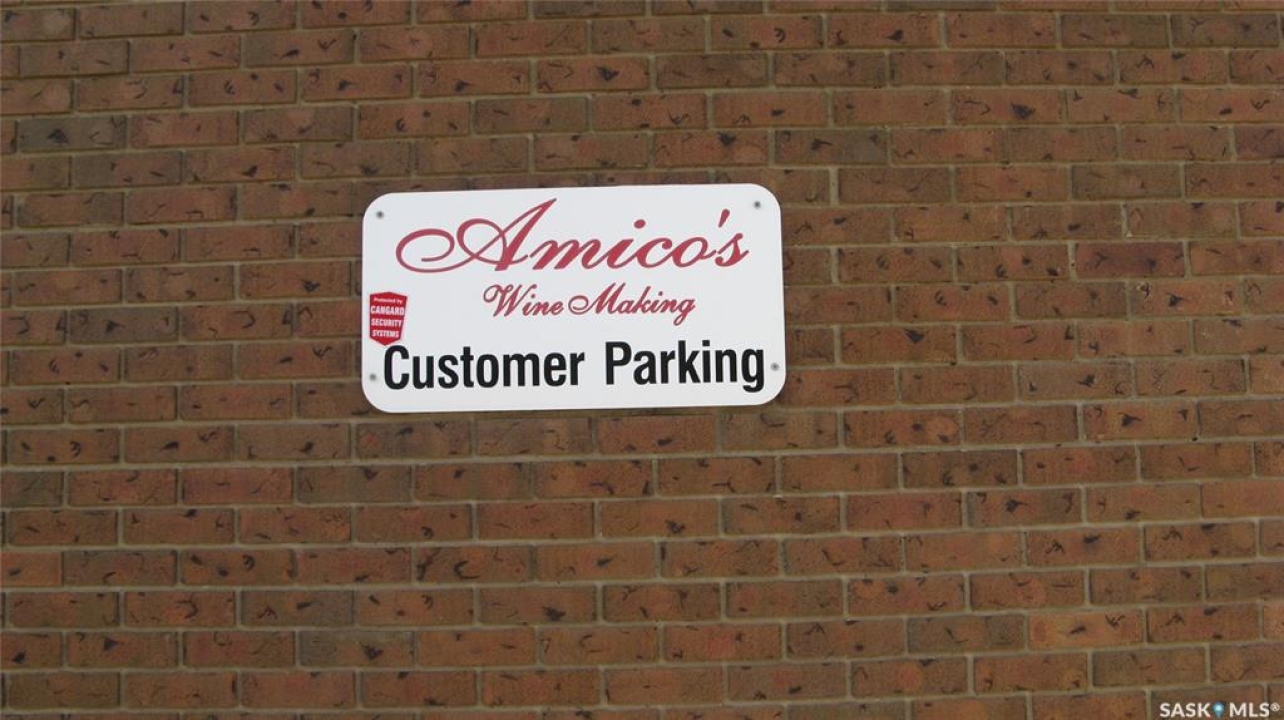 Amico's
Wine Making
Protected by
CANGARD
SECURITY
SYSTEMS
Customer Parking
SASK MLS®